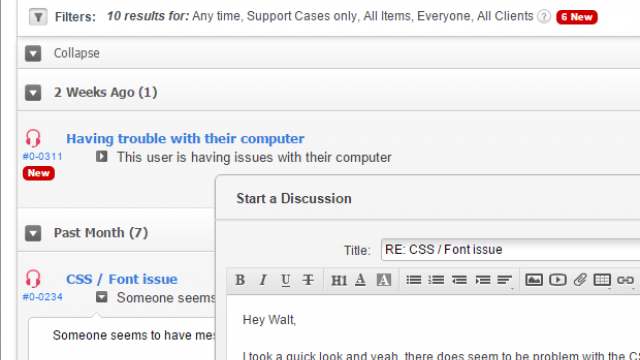 Filters: 10 results for: Any time, Support Cases only, All Items, Everyone, All Clients ? 6 New
Collapse
2 Weeks Ago (1)
Having trouble with their computer
#0-0311 This user is having issues with their computer
New
Start a Discussion
Past Month (7)
Title: RE: CSS / Font issue
CSS / Font issue
B I U T H1 A A
#0-0234 Someone seems
Hey Walt,
Someone seems to have
I took a quick look and yeah, there does seem to be problem with the